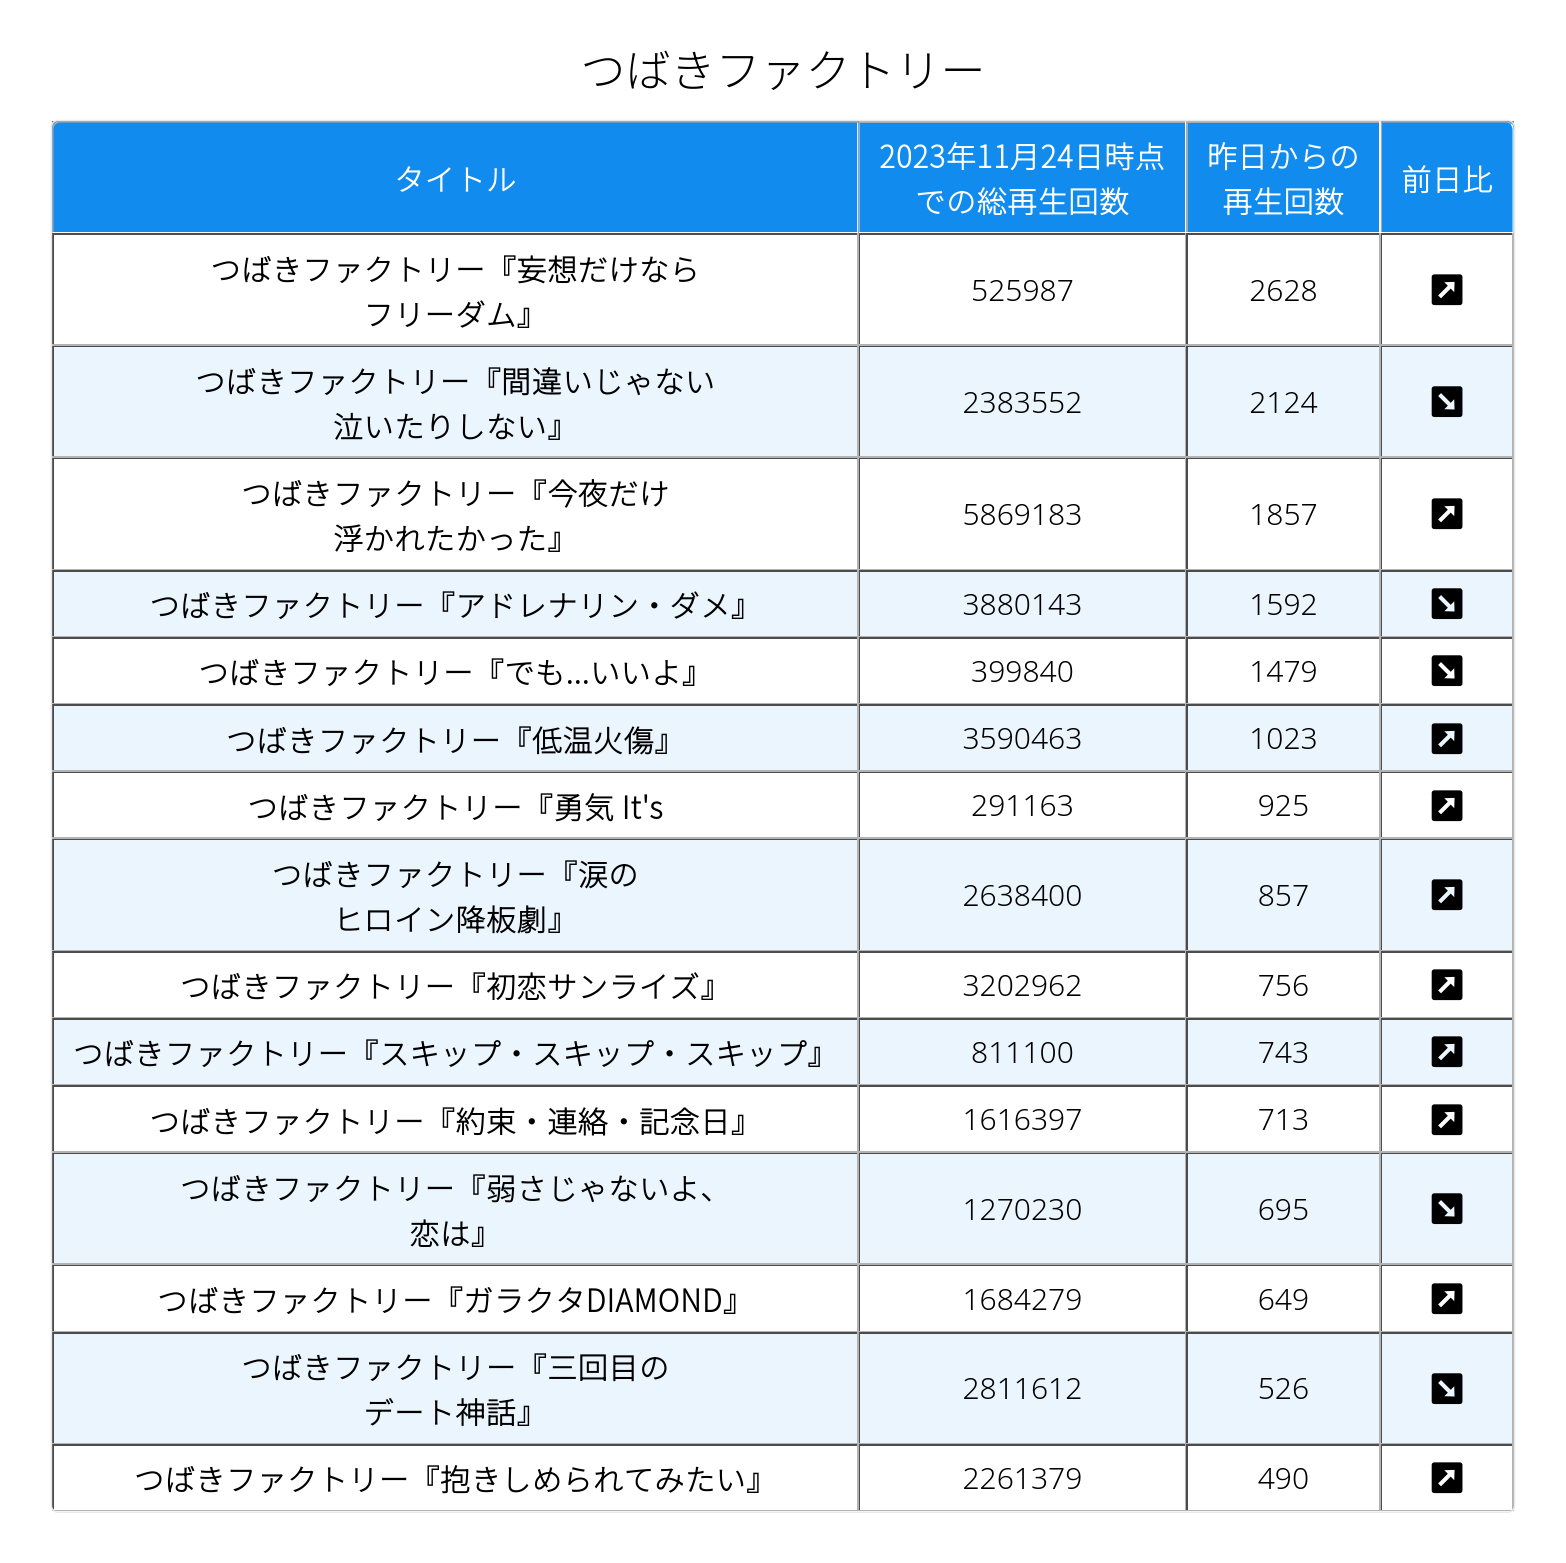 つばきファクトリー
タイトル
2023年11月24日時点
での総再生回数
昨日からの
再生回数
前日比
つばきファクトリー『妄想だけなら
フリーダム』
525987
2628
つばきファクトリー『間違いじゃない
泣いたりしない』
2383552
2124
つばきファクトリー『今夜だけ
浮かれたかった』
5869183
1857
つばきファクトリー『アドレナリン・ダメ』
3880143
1592
つばきファクトリー『でも...いいよ』
399840
1479
つばきファクトリー『低温火傷』
3590463
1023
つばきファクトリー『勇気 It's
291163
925
つばきファクトリー『涙の
ヒロイン降板劇』
2638400
857
つばきファクトリー『初恋サンライズ』
3202962
756
つばきファクトリー『スキップ・スキップ・スキップ』
811100
743
つばきファクトリー『約束・連絡・記念日』
1616397
713
つばきファクトリー『弱さじゃないよ、
恋は』
1270230
695
つばきファクトリー『ガラクタDIAMOND』
1684279
649
つばきファクトリー『三回目の
デート神話』
2811612
526
つばきファクトリー『抱きしめられてみたい』
2261379
490